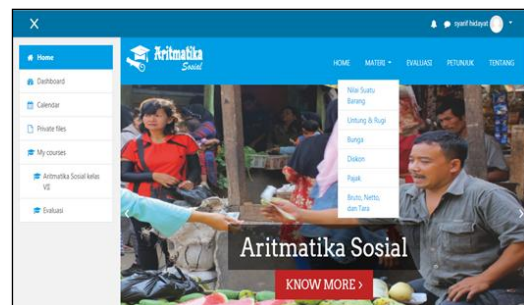 X
syarif hidayat
Home
Dashboard
Calendar
Private files
My courses
Aritmatika Sosial kelas
VII
Evaluasi
Aritmatika
Sosial
HOME MATERI EVALUASI PETUNJUK TENTANG
Nilai Suatu
Barang
Untung & Rugi
Bunga
Diskon
Pajak
Bruto, Netto,
dan Tara
Aritmatika Sosial
KNOW MORE >